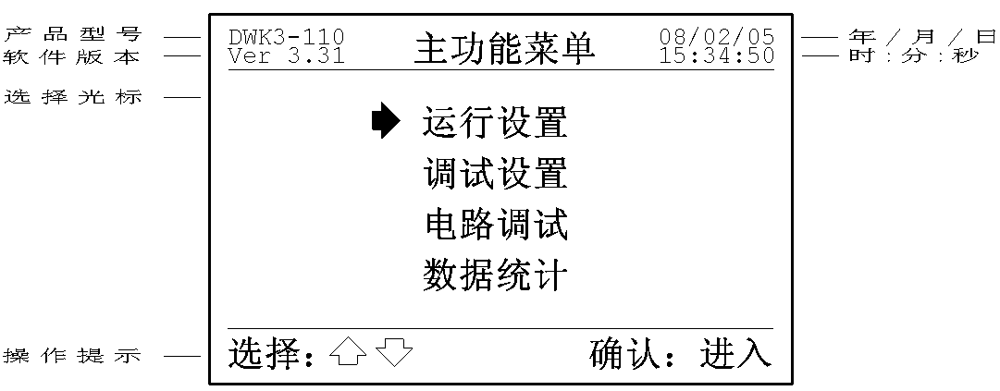 产品型号 DWK3-110 主功能菜单 08/02/05 年/月/日
软件版本 Ver 3.31 15:34:50 时:分:秒
选择光标
运行设置
调试设置
电路调试
数据统计
操作提示 选择: 确认: 进入